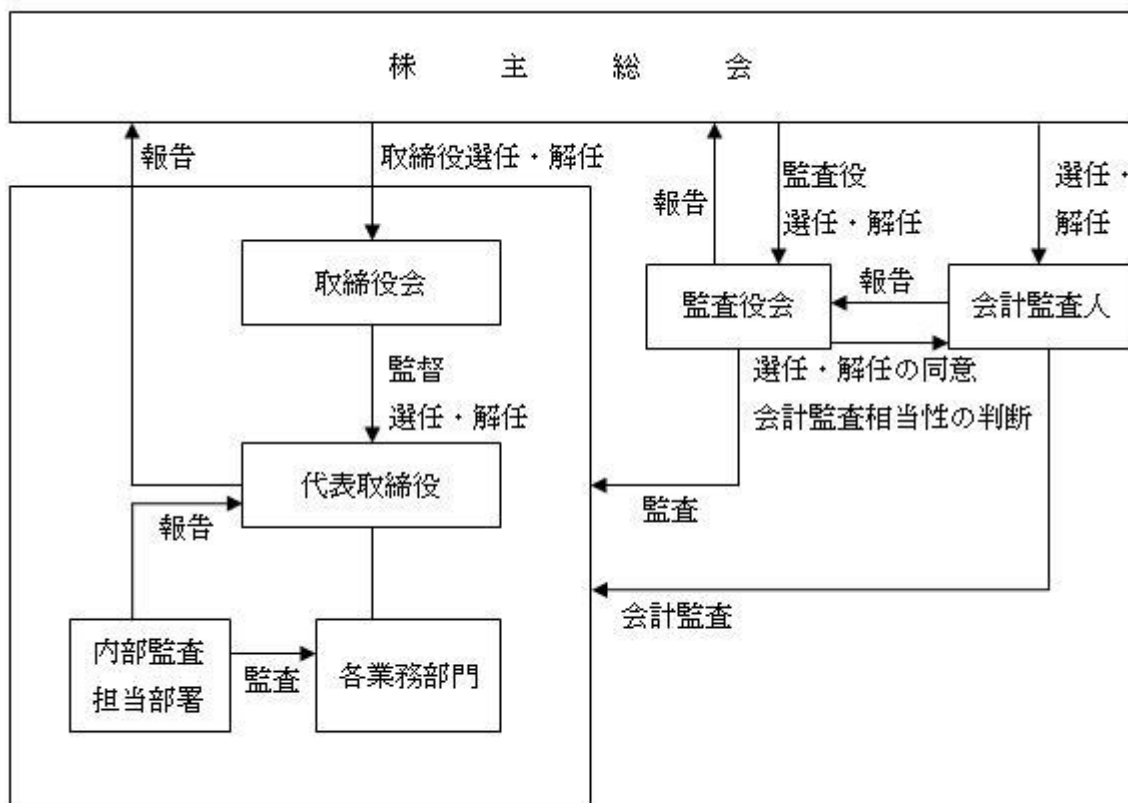 株主総会
報告
取締役選任・解任
報告
監査役
選任・解任
選任・
解任
取締役会
監査役会
報告
会計監査人
監督
選任・解任
選任・解任の同意
会計監査相当性の判断
代表取締役
監査
報告
会計監査
内部監査
担当部署
監査
各業務部門